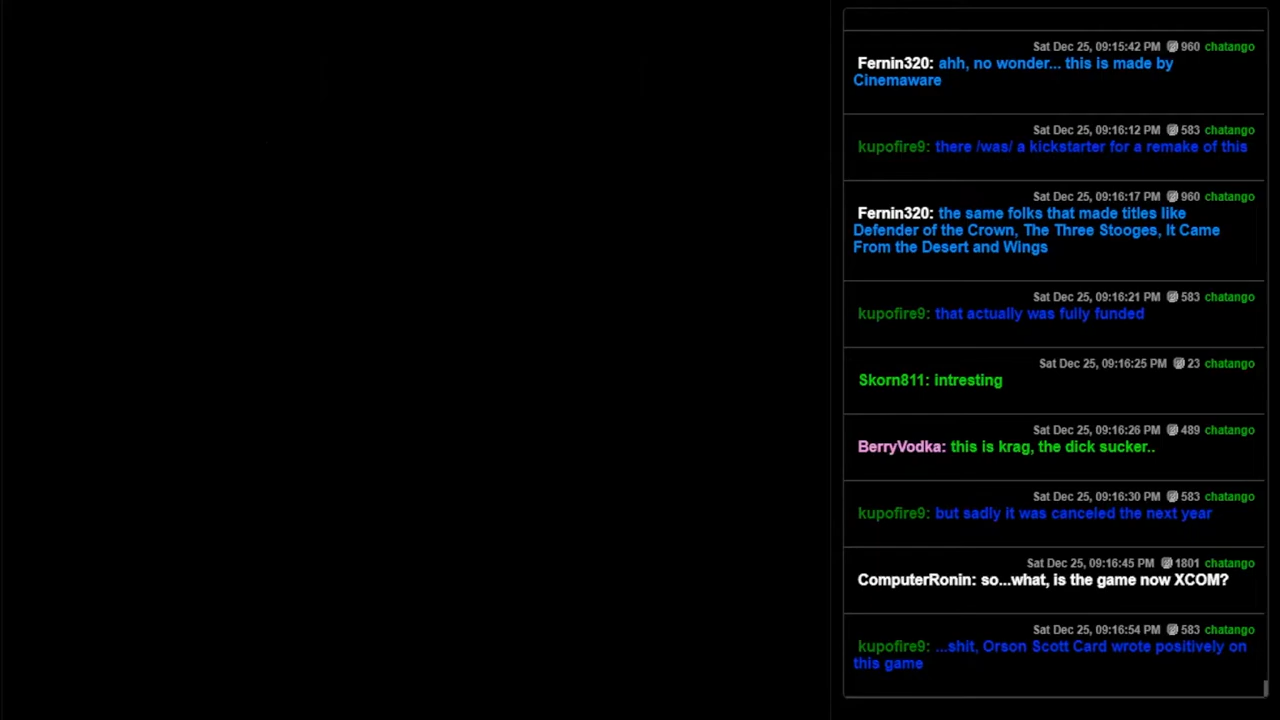 Sat Dec 25, 09:15:42 PM 960 chatango
Fernin320: ahh, no wonder... this is made by
Cinemaware
Sat Dec 25, 09:16:12 PM 583 chatango
kupofire9: there /was/ a kickstarter for a remake of this
Sat Dec 25, 09:16:17 PM 960 chatango
Fernin320: the same folks that made titles like
Defender of the Crown, The Three Stooges, It Came
From the Desert and Wings
Sat Dec 25, 09:16:21 PM 583 chatango
kupofire9: that actually was fully funded
Sat Dec 25, 09:16:25 PM 23 chatango
Skorn811: intresting
Sat Dec 25, 09:16:26 PM 489 chatango
BerryVodka: this is krag, the dick sucker..
Sat Dec 25, 09:16:30 PM 583 chatango
kupofire9: but sadly it was canceled the next year
Sat Dec 25, 09:16:45 PM 1801 chatango
ComputerRonin: so...what, is the game now XCOM?
Sat Dec 25, 09:16:54 PM 583 chatango
kupofire9: ...shit, Orson Scott Card wrote positively on
this game